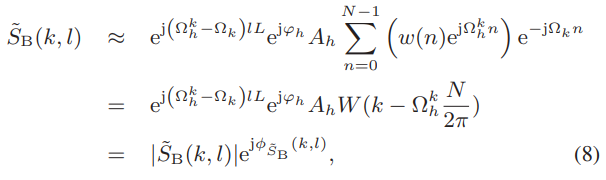 S̃_B(k, l) ≈ e^{j(Ω_h^k−Ω_k)lL} e^{jφ_h} A_h ∑_{n=0}^{N−1} (w(n)e^{jΩ_h^k n}) e^{−jΩ_k n}
= e^{j(Ω_h^k−Ω_k)lL} e^{jφ_h} A_h W(k − Ω_h^k N/2π)
= |S̃_B(k, l)|e^{jϕ_{S̃_B}(k,l)}, (8)